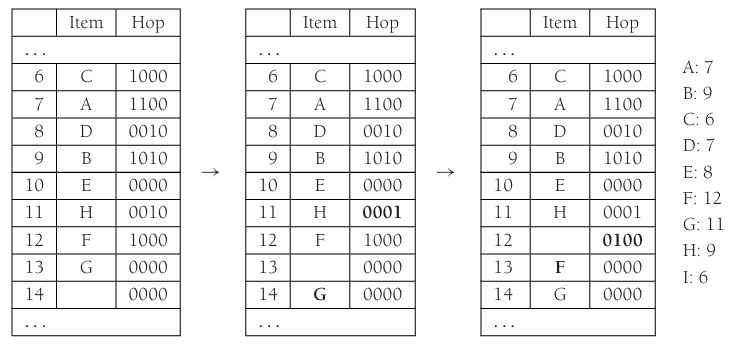 Item Hop
...
6 C 1000
7 A 1100
8 D 0010
9 B 1010
10 E 0000
11 H 0010
12 F 1000
13 G 0000
14 0000
...
→
Item Hop
...
6 C 1000
7 A 1100
8 D 0010
9 B 1010
10 E 0000
11 H 0001
12 F 1000
13 0000
14 G 0000
...
→
Item Hop
...
6 C 1000
7 A 1100
8 D 0010
9 B 1010
10 E 0000
11 H 0001
12 0100
13 F 0000
14 G 0000
...
A: 7
B: 9
C: 6
D: 7
E: 8
F: 12
G: 11
H: 9
I: 6